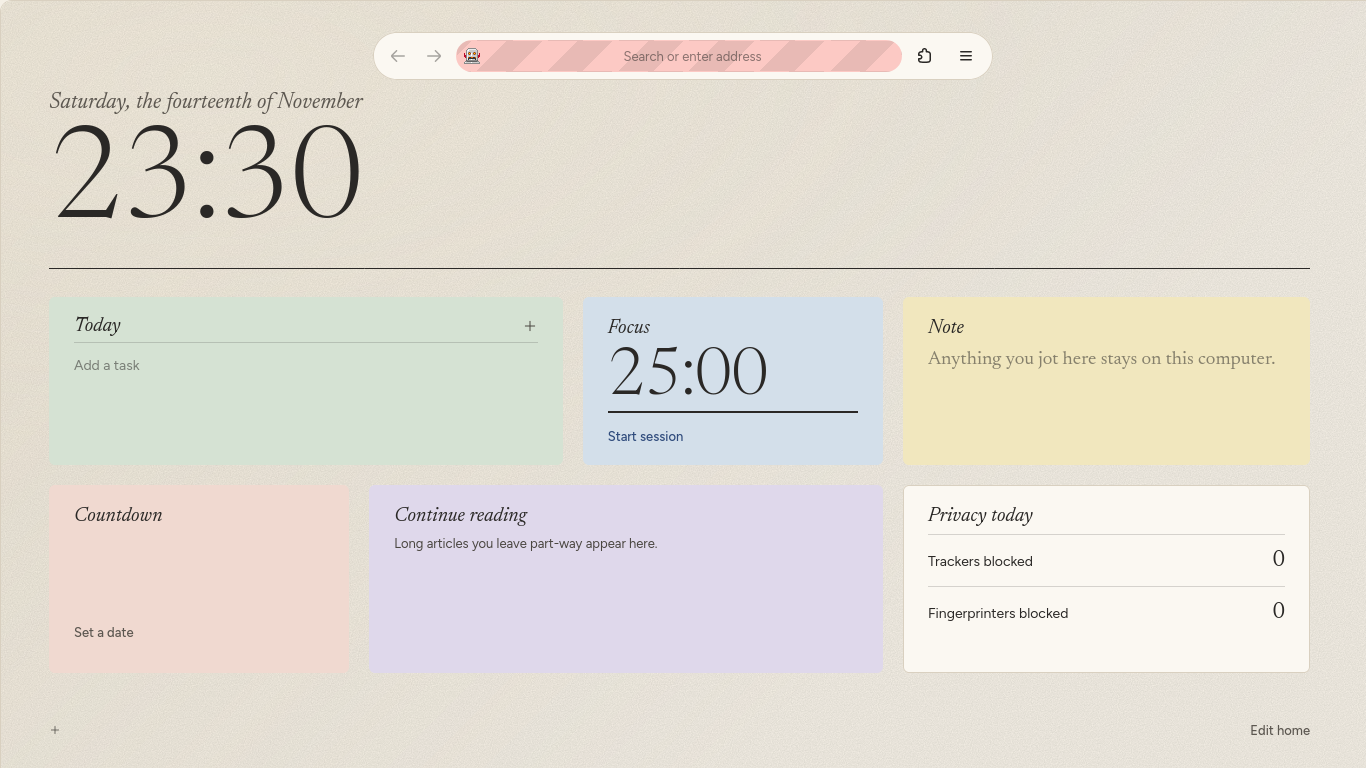 Search or enter address
Saturday, the fourteenth of November
23:30
Today
Add a task
Focus
25:00
Start session
Note
Anything you jot here stays on this computer.
Countdown
Set a date
Continue reading
Long articles you leave part-way appear here.
Privacy today
Trackers blocked 0
Fingerprinters blocked 0
Edit home